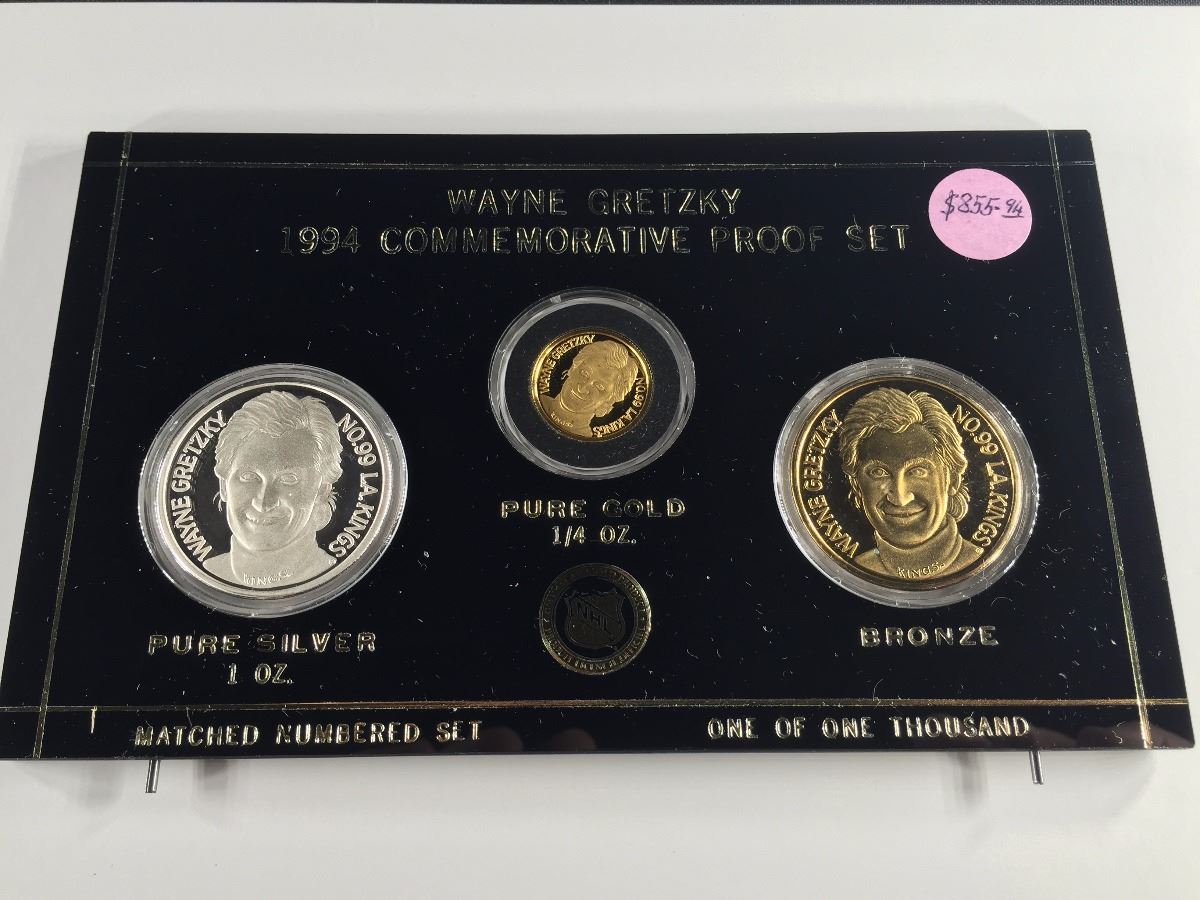 WAYNE GRETZKY
1994 COMMEMORATIVE PROOF SET
$855.94
WAYNE GRETZKY NO.99 L.A.KINGS
KINGS
PURE SILVER
1 OZ.
WAYNE GRETZKY NO.99 L.A.KINGS
PURE GOLD
1/4 OZ.
NHL
WAYNE GRETZKY NO.99 L.A.KINGS
KINGS
BRONZE
MATCHED NUMBERED SET
ONE OF ONE THOUSAND